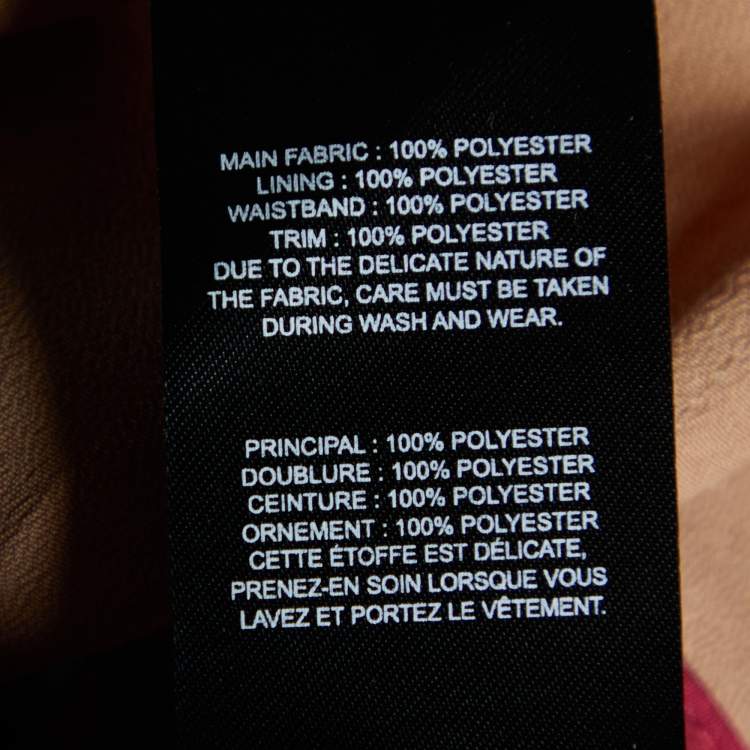 MAIN FABRIC : 100% POLYESTER
LINING : 100% POLYESTER
WAISTBAND : 100% POLYESTER
TRIM : 100% POLYESTER
DUE TO THE DELICATE NATURE OF
THE FABRIC, CARE MUST BE TAKEN
DURING WASH AND WEAR.
PRINCIPAL : 100% POLYESTER
DOUBLURE : 100% POLYESTER
CEINTURE : 100% POLYESTER
ORNEMENT : 100% POLYESTER
CETTE ÉTOFFE EST DÉLICATE,
PRENEZ-EN SOIN LORSQUE VOUS
LAVEZ ET PORTEZ LE VÊTEMENT.